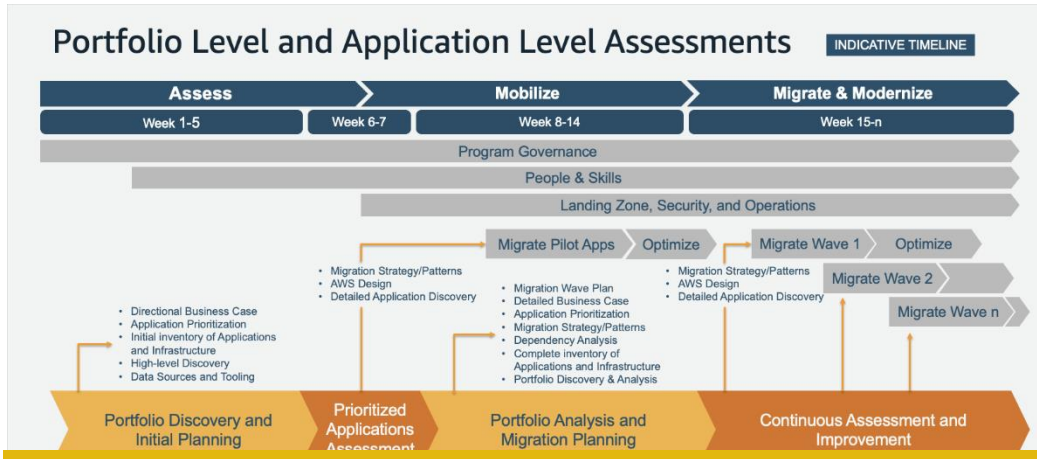 Portfolio Level and Application Level Assessments
INDICATIVE TIMELINE
Assess
Mobilize
Migrate & Modernize
Week 1-5
Week 6-7
Week 8-14
Week 15-n
Program Governance
People & Skills
Landing Zone, Security, and Operations
Migrate Pilot Apps
Optimize
Migrate Wave 1
Optimize
Migrate Wave 2
Migrate Wave n
• Migration Strategy/Patterns
• AWS Design
• Detailed Application Discovery
• Migration Strategy/Patterns
• AWS Design
• Detailed Application Discovery
• Directional Business Case
• Application Prioritization
• Initial inventory of Applications
and Infrastructure
• High-level Discovery
• Data Sources and Tooling
• Migration Wave Plan
• Detailed Business Case
• Application Prioritization
• Migration Strategy/Patterns
• Dependency Analysis
• Complete inventory of
Applications and Infrastructure
• Portfolio Discovery & Analysis
Portfolio Discovery and
Initial Planning
Prioritized
Applications
Assessment
Portfolio Analysis and
Migration Planning
Continuous Assessment and
Improvement